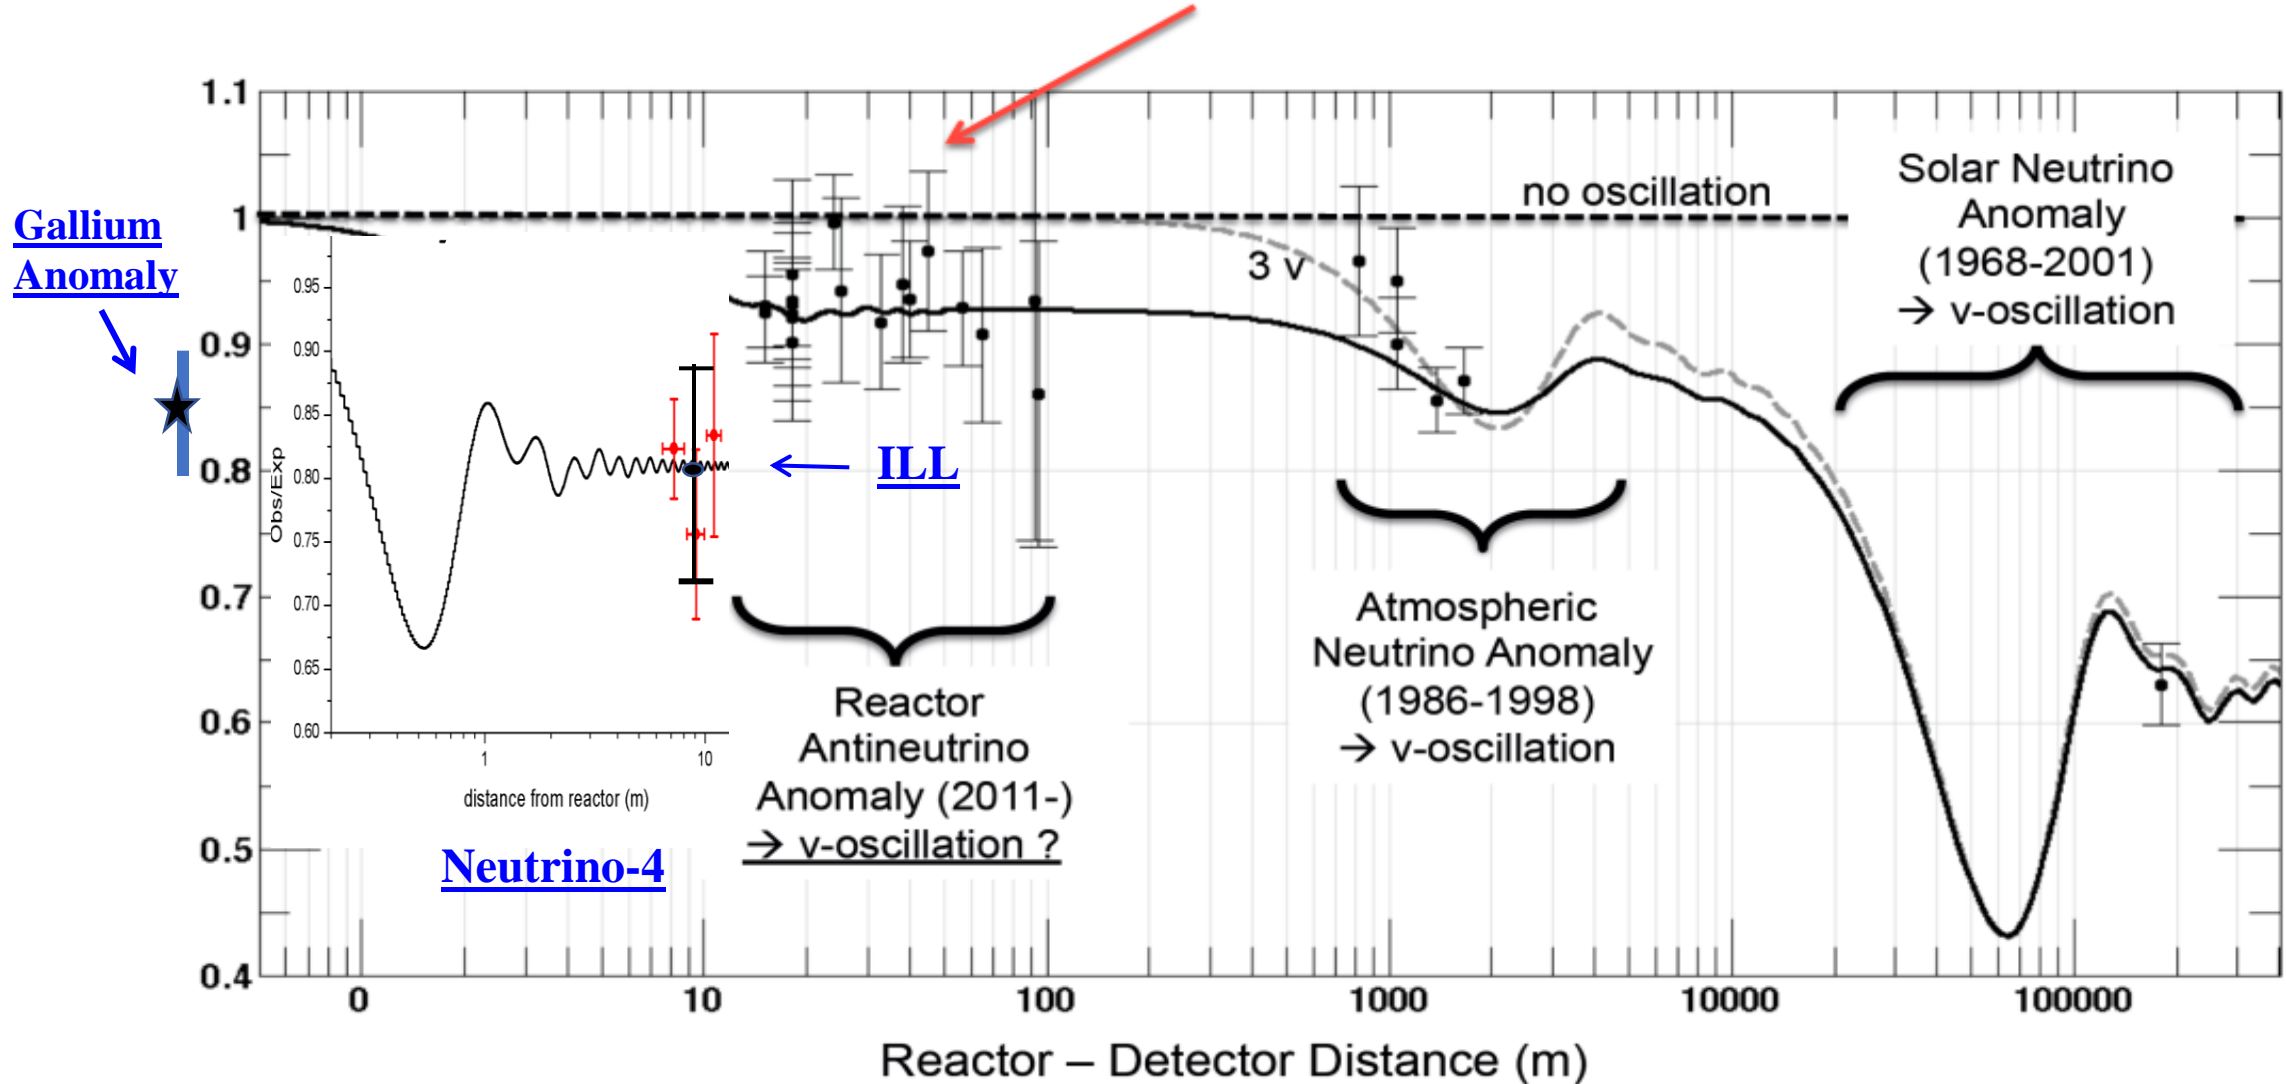 Gallium
Anomaly
1.1
1
0.9
0.8
0.7
0.6
0.5
0.4
0.95
0.90
0.85
0.80
0.75
0.70
0.65
0.60
Obs/Exp
1
10
distance from reactor (m)
Neutrino-4
ILL
Reactor
Antineutrino
Anomaly (2011-)
→ ν-oscillation ?
3 ν
no oscillation
Atmospheric
Neutrino Anomaly
(1986-1998)
→ ν-oscillation
Solar Neutrino
Anomaly
(1968-2001)
→ ν-oscillation
0
10
100
1000
10000
100000
Reactor – Detector Distance (m)